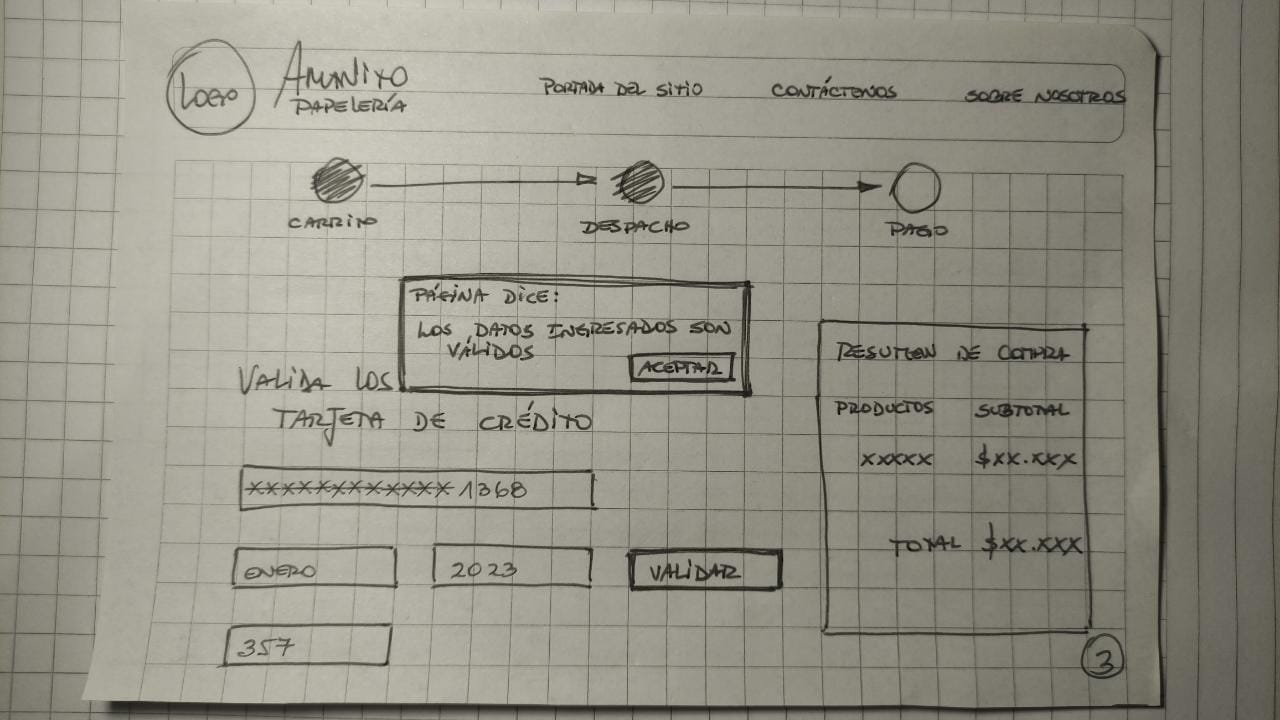 LOGO
AMANITO
PAPELERÍA
PORTADA DEL SITIO
CONTÁCTENOS
SOBRE NOSOTROS
CARRITO
DESPACHO
PAGO
PÁGINA DICE:
LOS DATOS INGRESADOS SON
VÁLIDOS
ACEPTAR
VALIDA LOS
TARJETA DE CRÉDITO
XXXXXXXXXXXX 1368
ENERO
2023
VALIDAR
357
RESUMEN DE COMPRA
PRODUCTOS SUBTOTAL
XXXXX $XX.XXX
TOTAL $XX.XXX
3